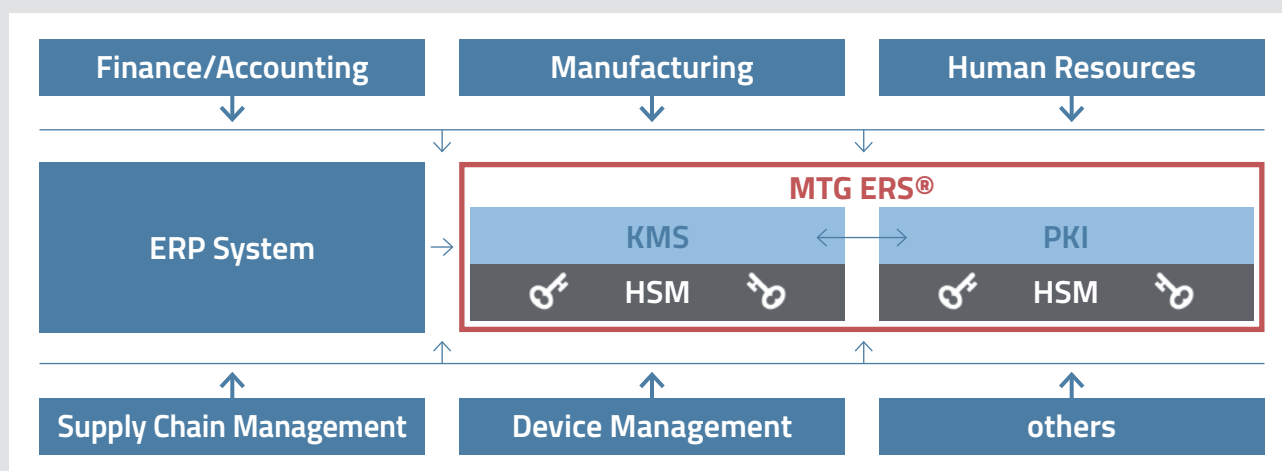 Finance/Accounting
Manufacturing
Human Resources
MTG ERS®
ERP System
KMS
PKI
HSM
HSM
Supply Chain Management
Device Management
others